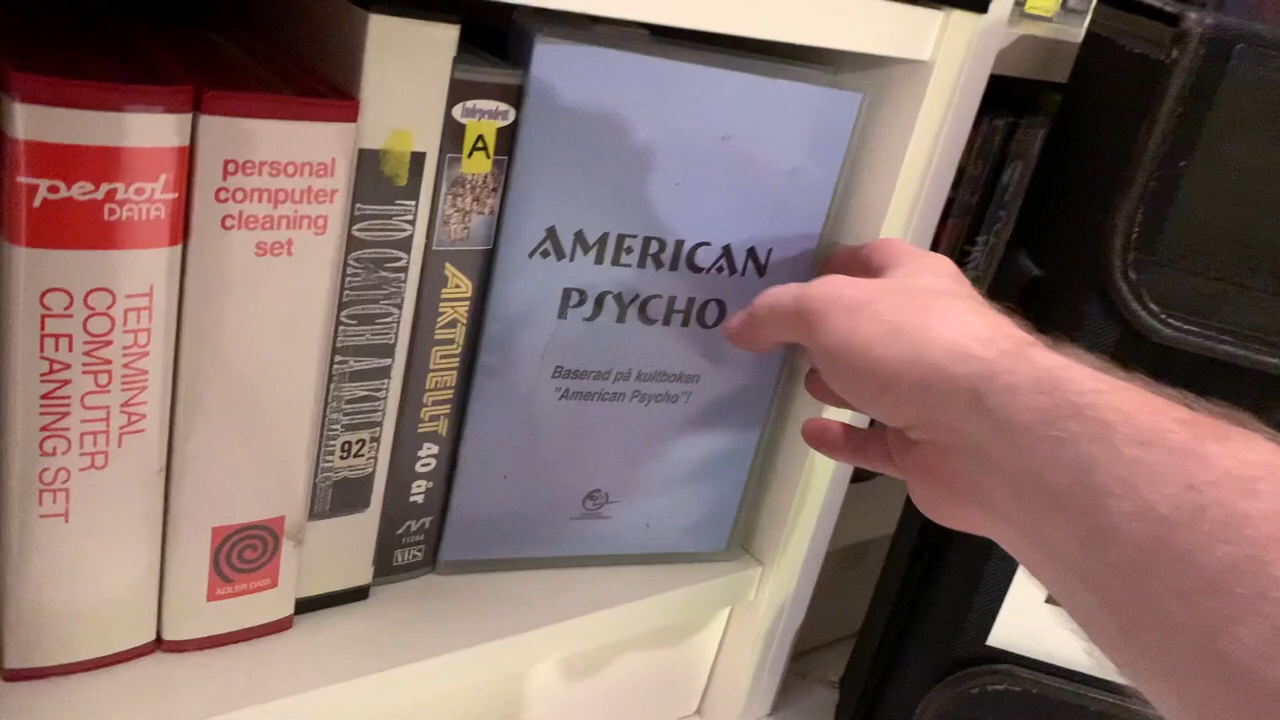 penol
DATA
TERMINAL
COMPUTER
CLEANING SET
personal
computer
cleaning
set
ADLER DATA
TO CATCH A KILLER
92
Independent
A
AKTUELLT
40 år
11244
VHS
AMERICAN
PSYCHO
Baserad på kultboken
"American Psycho"!